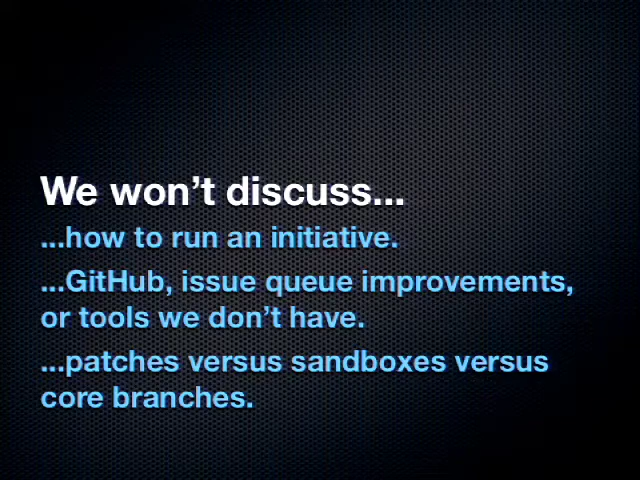 We won’t discuss...
...how to run an initiative.
...GitHub, issue queue improvements,
or tools we don’t have.
...patches versus sandboxes versus
core branches.